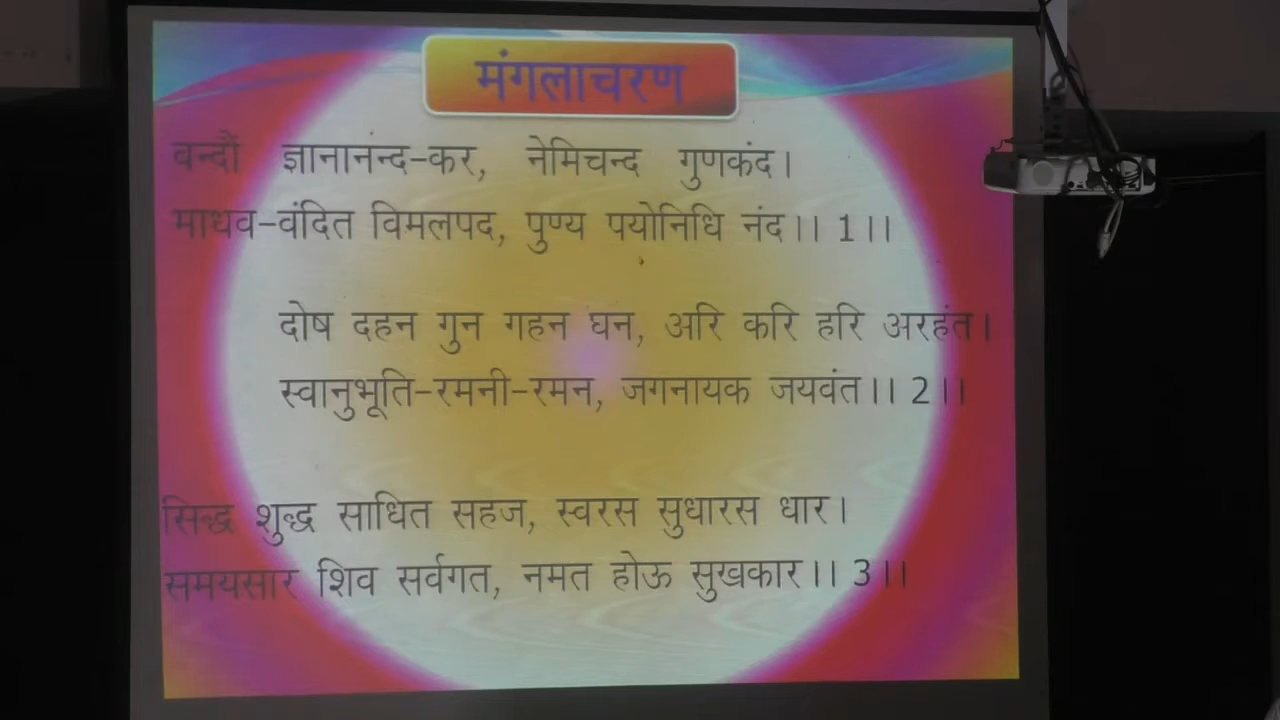 मंगलाचरण
वन्दौं ज्ञानानंन्द-कर, नेमिचन्द गुणकंद।
माधव-वंदित विमलपद, पुण्य पयोनिधि नंद।। 1।।
दोष दहन गुन गहन घन, अरि करि हरि अरहंत।
स्वानुभूति-रमनी-रमन, जगनायक जयवंत।। 2।।
सिद्ध शुद्ध साधित सहज, स्वरस सुधारस धार।
समयसार शिव सर्वगत, नमत होऊ सुखकार।। 3।।